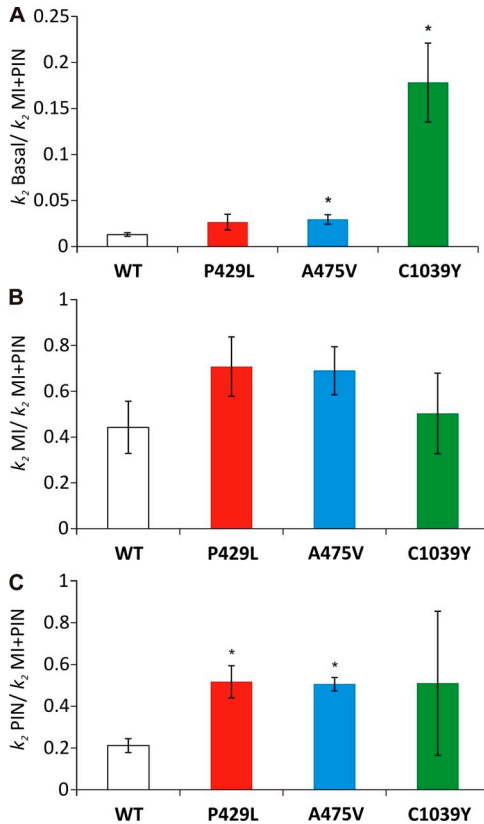 A
0.25
0.2
0.15
0.1
0.05
0
k2 Basal/ k2 MI+PIN
*
*
WT P429L A475V C1039Y
B
1
0.8
0.6
0.4
0.2
0
k2 MI/ k2 MI+PIN
WT P429L A475V C1039Y
C
1
0.8
0.6
0.4
0.2
0
k2 PIN/ k2 MI+PIN
* *
WT P429L A475V C1039Y